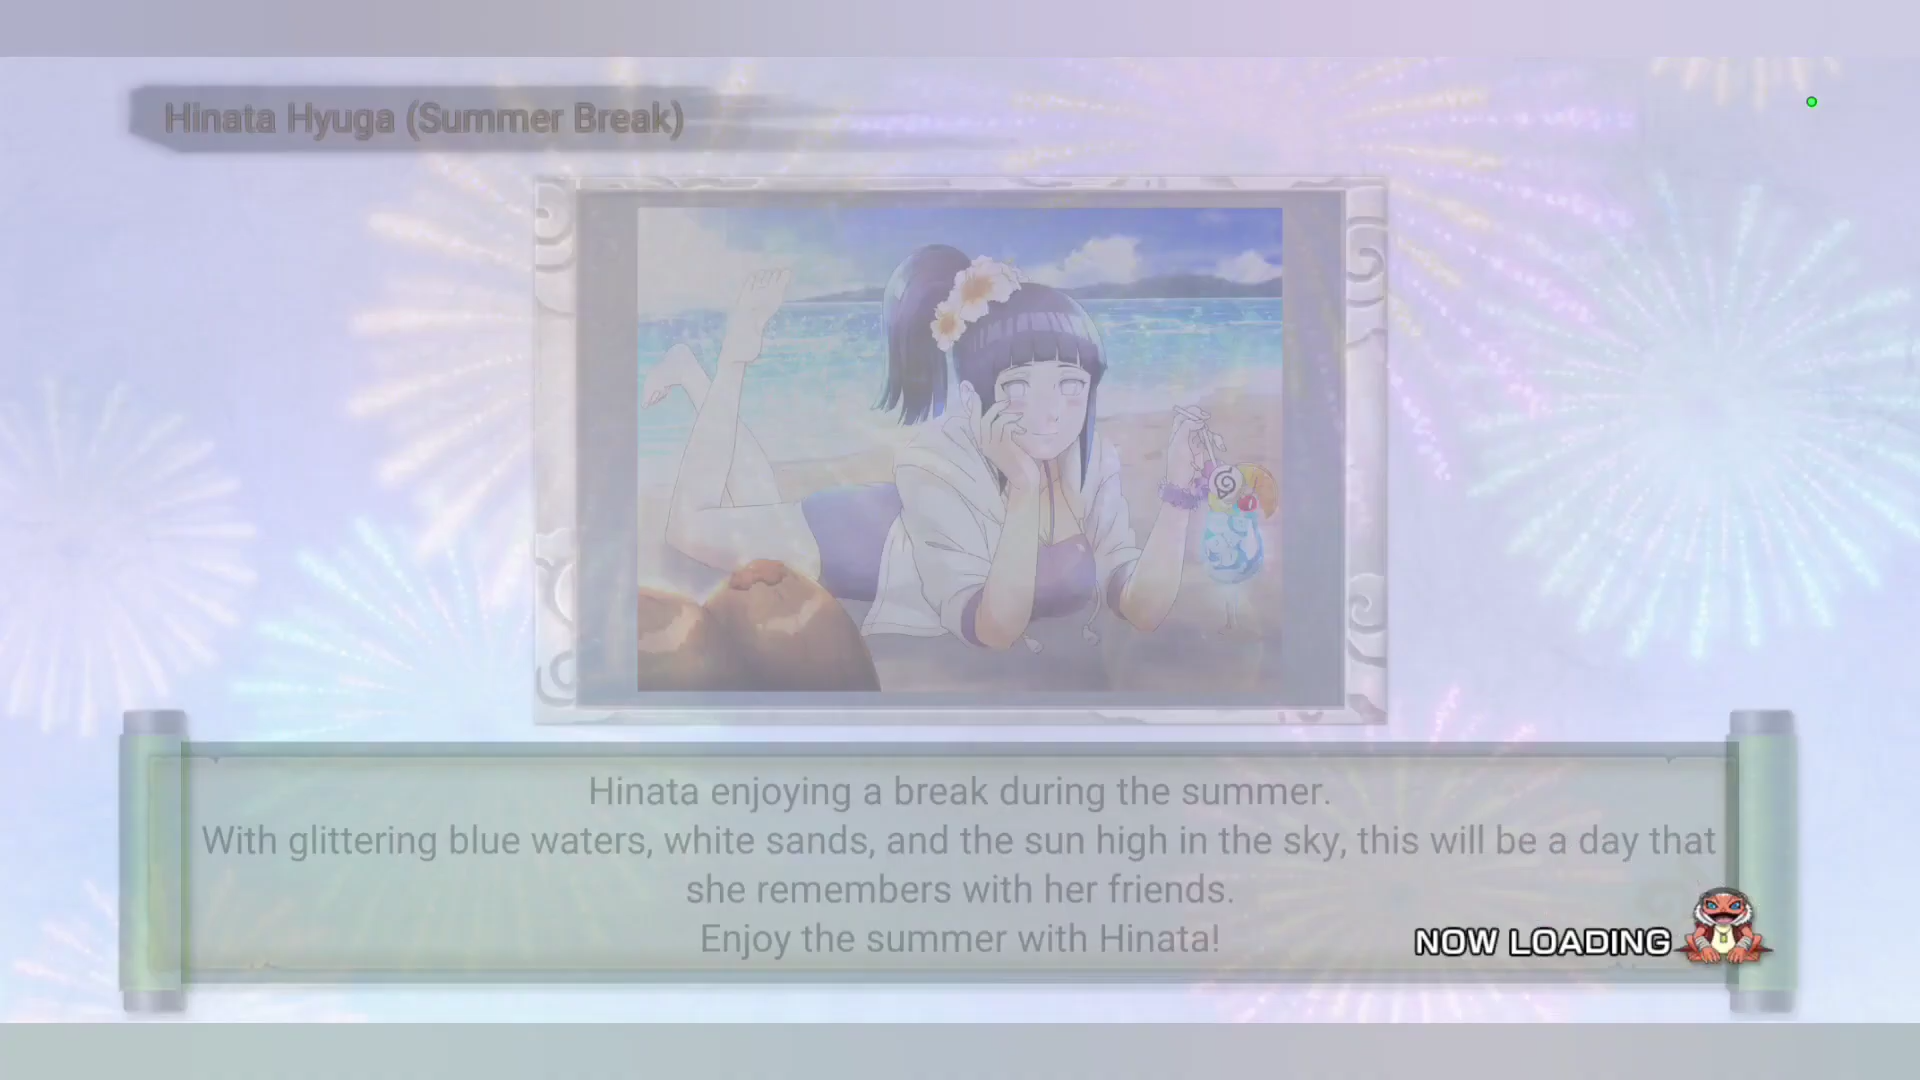 Hinata Hyuga (Summer Break)
Hinata enjoying a break during the summer.
With glittering blue waters, white sands, and the sun high in the sky, this will be a day that
she remembers with her friends.
Enjoy the summer with Hinata!
NOW LOADING